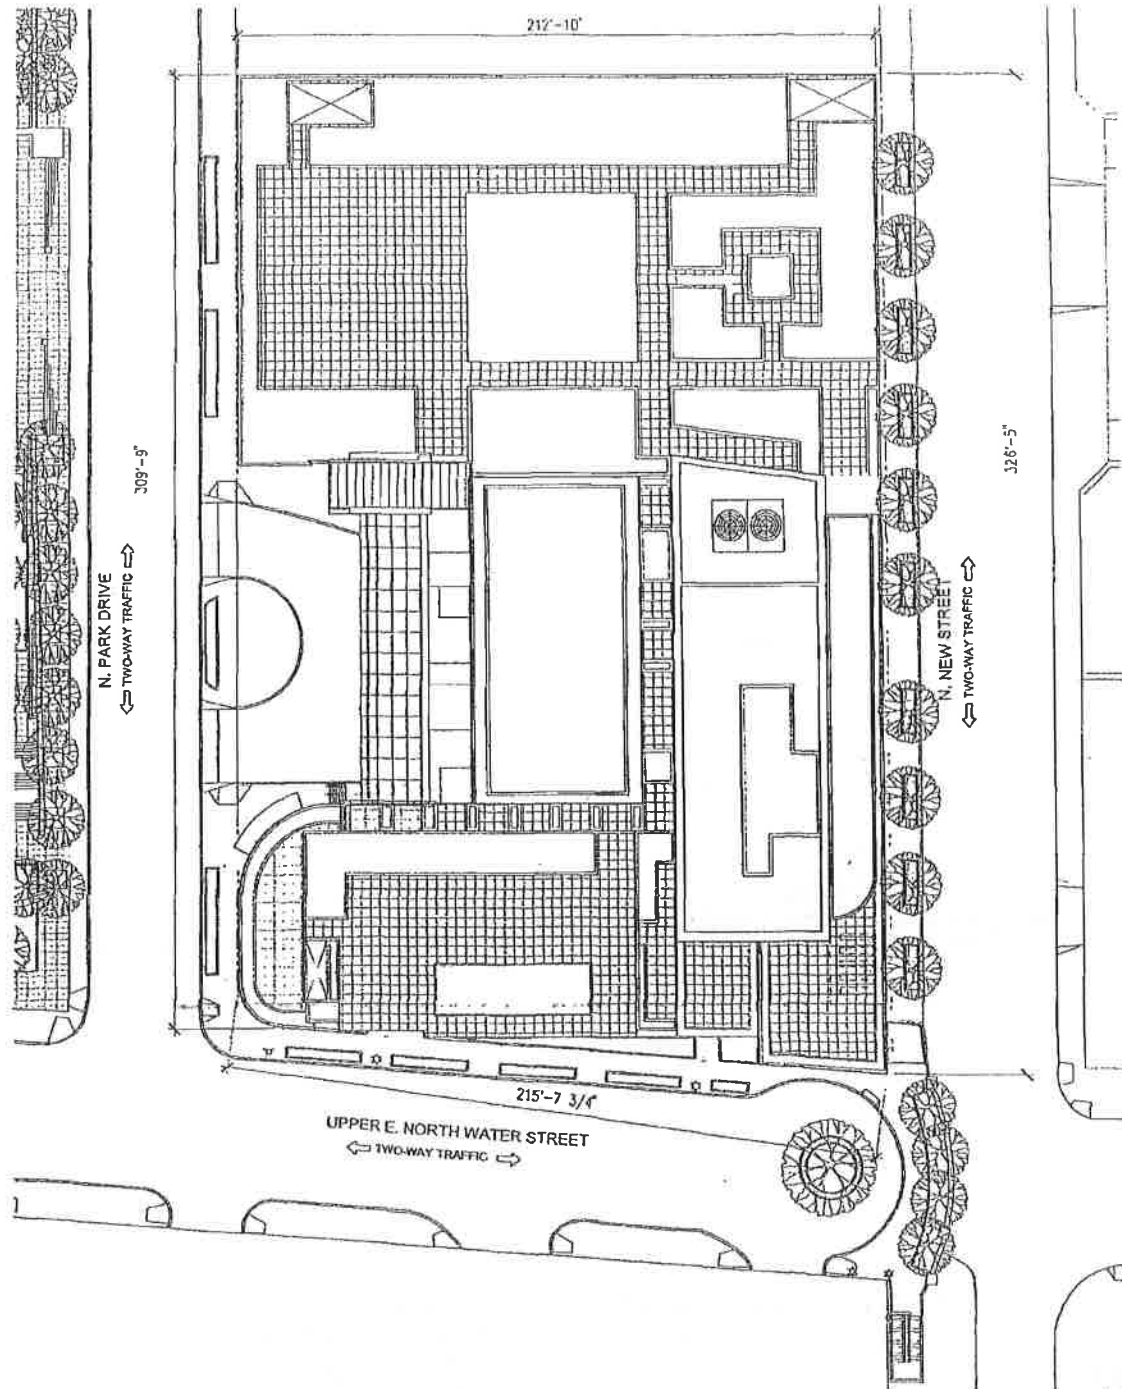 212'-10"
309'-9"
326'-5"
N. PARK DRIVE
TWO-WAY TRAFFIC
N. NEW STREET
TWO-WAY TRAFFIC
215'-7 3/4"
UPPER E. NORTH WATER STREET
TWO-WAY TRAFFIC